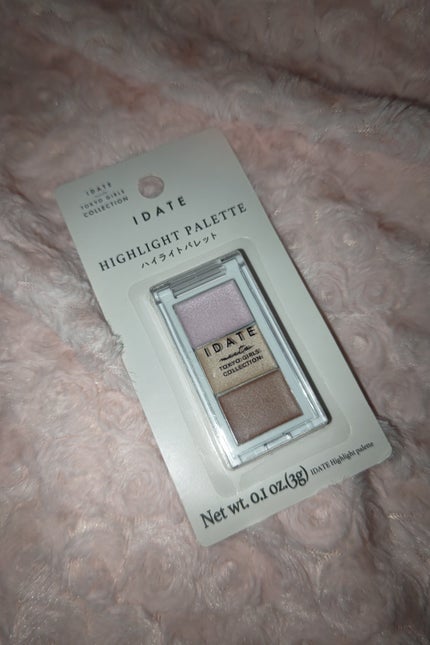 IDATE
TOKYO GIRLS
COLLECTION
IDATE
HIGHLIGHT PALETTE
ハイライトパレット
IDATE
TOKYO GIRLS
COLLECTION
Net wt. 0.1 oz.(3g)
IDATE Highlight palette